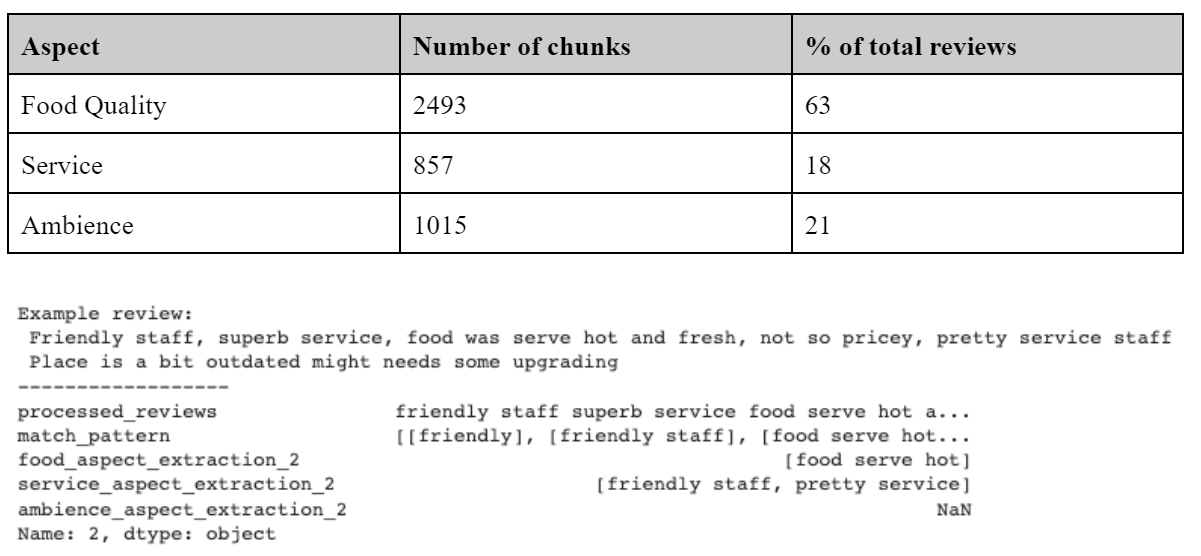 Aspect Number of chunks % of total reviews
Food Quality 2493 63
Service 857 18
Ambience 1015 21
Example review:
Friendly staff, superb service, food was serve hot and fresh, not so pricey, pretty service staff
Place is a bit outdated might needs some upgrading
------------------
processed_reviews friendly staff superb service food serve hot a...
match_pattern [[friendly], [friendly staff], [food serve hot...
food_aspect_extraction_2 [food serve hot]
service_aspect_extraction_2 [friendly staff, pretty service]
ambience_aspect_extraction_2 NaN
Name: 2, dtype: object